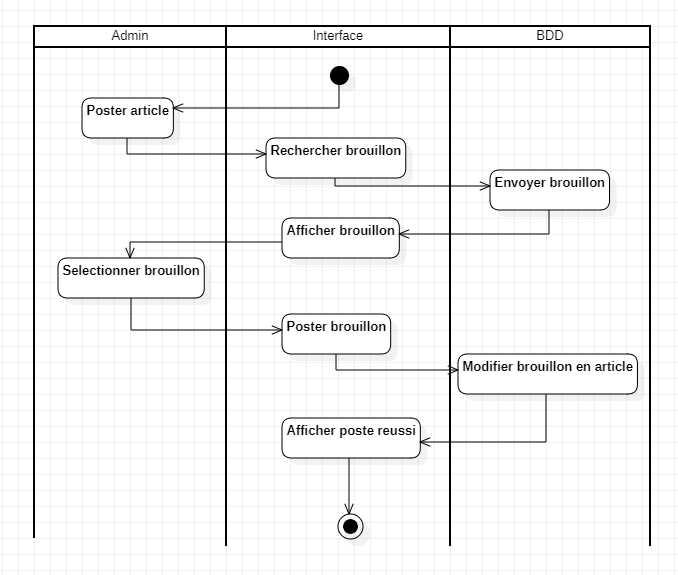 Admin
Interface
BDD
Poster article
Rechercher brouillon
Envoyer brouillon
Afficher brouillon
Selectionner brouillon
Poster brouillon
Modifier brouillon en article
Afficher poste reussi